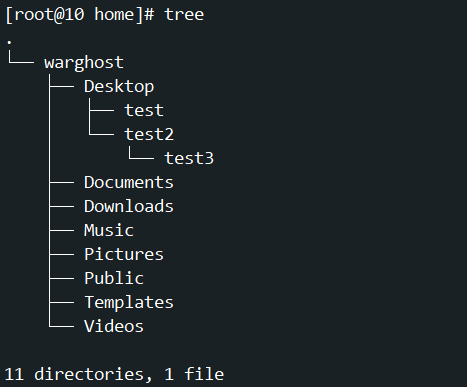 [root@10 home]# tree
.
└── warghost
    ├── Desktop
    │   ├── test
    │   └── test2
    │       └── test3
    ├── Documents
    ├── Downloads
    ├── Music
    ├── Pictures
    ├── Public
    ├── Templates
    └── Videos

11 directories, 1 file